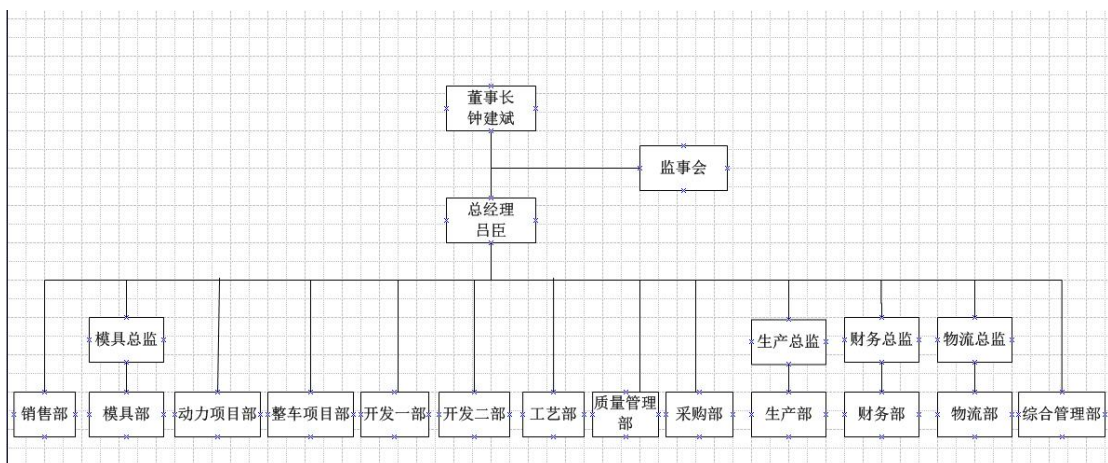 董事长
钟建斌
监事会
总经理
吕臣
模具总监
生产总监
财务总监
物流总监
销售部
模具部
动力项目部
整车项目部
开发一部
开发二部
工艺部
质量管理
部
采购部
生产部
财务部
物流部
综合管理部